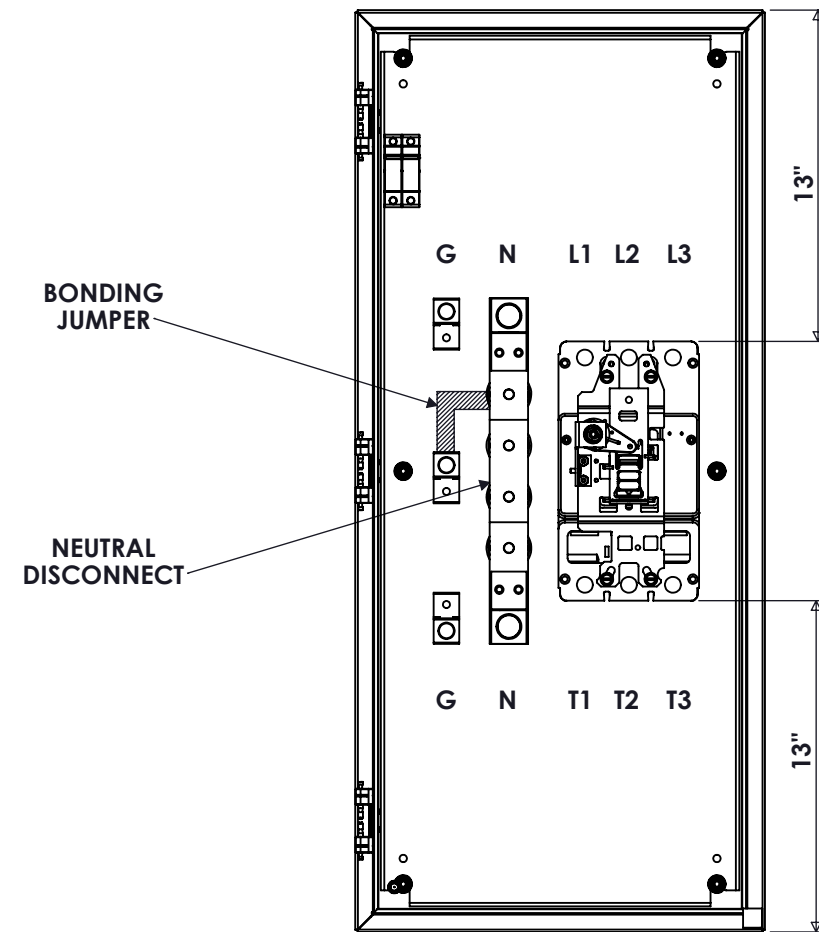 13"
G N L1 L2 L3
BONDING
JUMPER
NEUTRAL
DISCONNECT
G N T1 T2 T3
13"